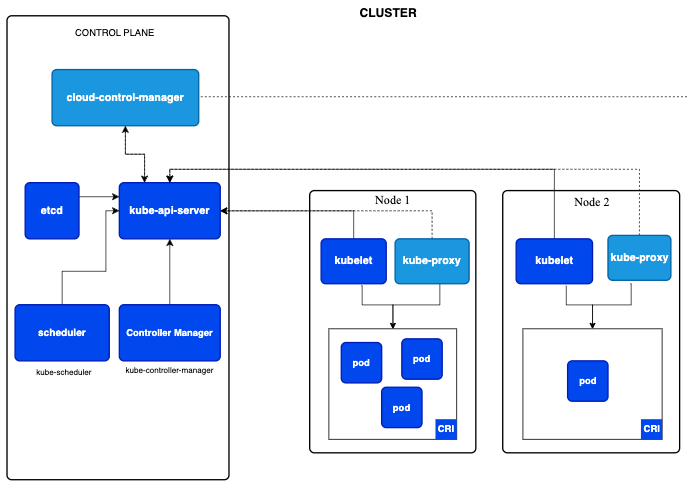 CLUSTER
CONTROL PLANE
cloud-control-manager
etcd
kube-api-server
scheduler
Controller Manager
kube-scheduler
kube-controller-manager
Node 1
kubelet
kube-proxy
pod
pod
pod
CRI
Node 2
kubelet
kube-proxy
pod
CRI